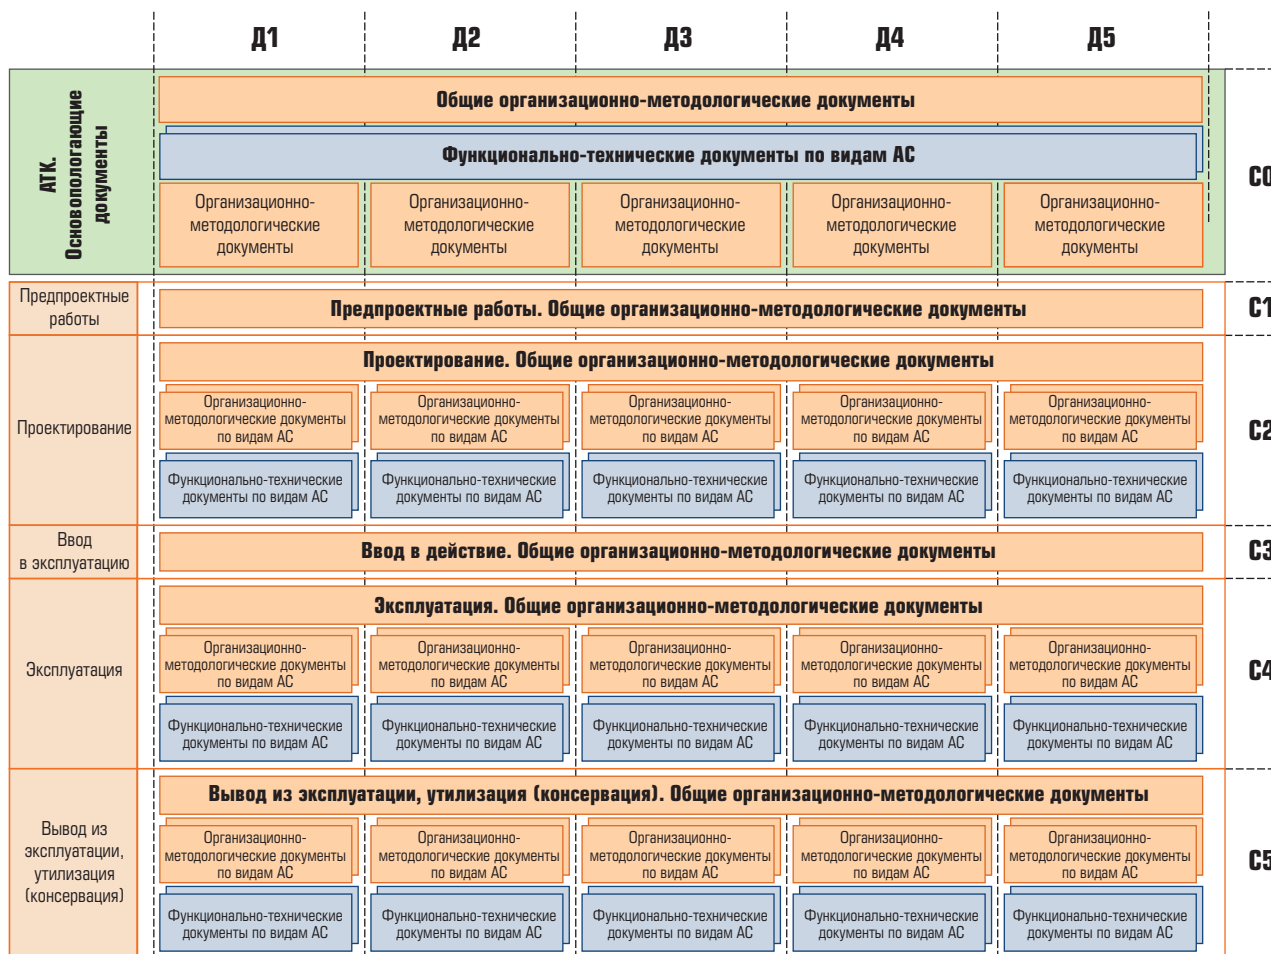 Д1 Д2 Д3 Д4 Д5
АТК.
Основопологающие
документы
Общие организационно-методологические документы
Функционально-технические документы по видам АС
Организационно- Организационно- Организационно- Организационно- Организационно-
методологические методологические методологические методологические методологические
документы документы документы документы документы
С0
Предпроектные
работы
Предпроектные работы. Общие организационно-методологические документы
С1
Проектирование
Проектирование. Общие организационно-методологические документы
Организационно- Организационно- Организационно- Организационно- Организационно-
методологические документы методологические документы методологические документы методологические документы методологические документы
по видам АС по видам АС по видам АС по видам АС по видам АС
Функционально-технические Функционально-технические Функционально-технические Функционально-технические Функционально-технические
документы по видам АС документы по видам АС документы по видам АС документы по видам АС документы по видам АС
С2
Ввод
в эксплуатацию
Ввод в действие. Общие организационно-методологические документы
С3
Эксплуатация
Эксплуатация. Общие организационно-методологические документы
Организационно- Организационно- Организационно- Организационно- Организационно-
методологические документы методологические документы методологические документы методологические документы методологические документы
по видам АС по видам АС по видам АС по видам АС по видам АС
Функционально-технические Функционально-технические Функционально-технические Функционально-технические Функционально-технические
документы по видам АС документы по видам АС документы по видам АС документы по видам АС документы по видам АС
С4
Вывод из
эксплуатации,
утилизация
(консервация)
Вывод из эксплуатации, утилизация (консервация). Общие организационно-методологические документы
Организационно- Организационно- Организационно- Организационно- Организационно-
методологические документы методологические документы методологические документы методологические документы методологические документы
по видам АС по видам АС по видам АС по видам АС по видам АС
Функционально-технические Функционально-технические Функционально-технические Функционально-технические Функционально-технические
документы по видам АС документы по видам АС документы по видам АС документы по видам АС документы по видам АС
С5